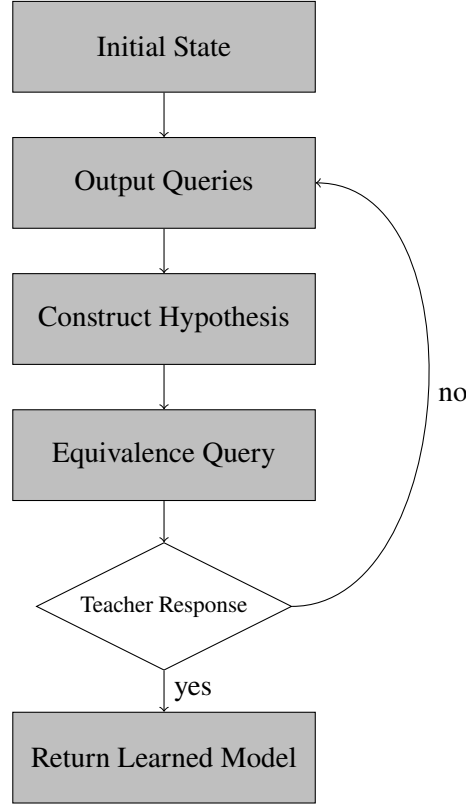 Initial State
Output Queries
Construct Hypothesis
no
Equivalence Query
Teacher Response
yes
Return Learned Model